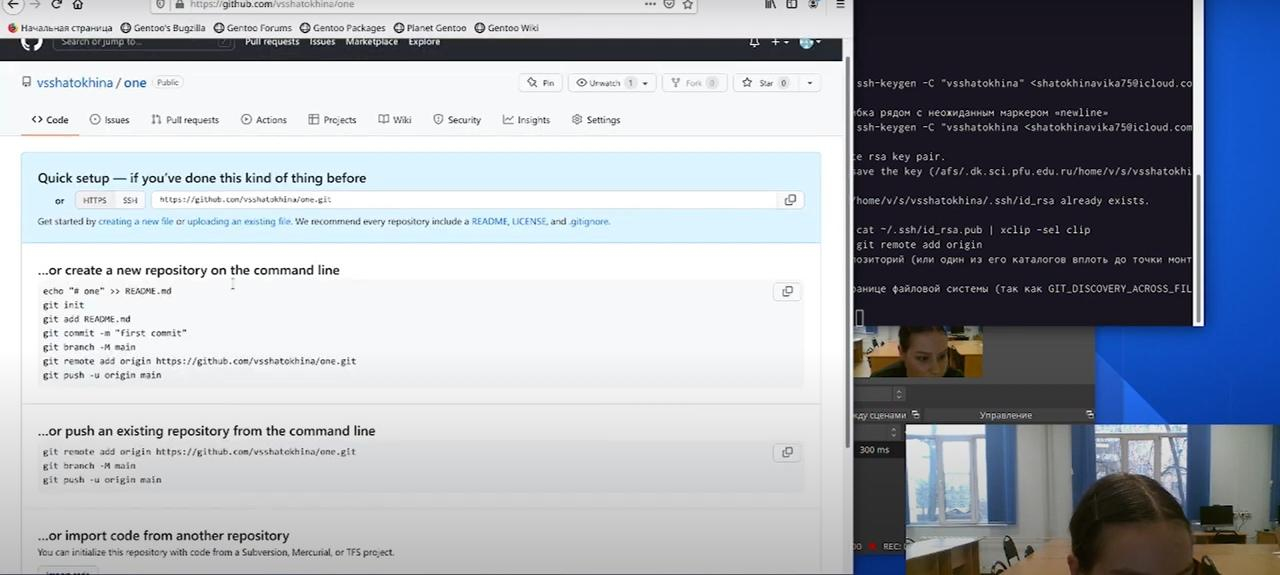 https://github.com/vsshatokhina/one
Начальная страница Gentoo's Bugzilla Gentoo Forums Gentoo Packages Planet Gentoo Gentoo Wiki
Search or jump to... / Pull requests Issues Marketplace Explore
vsshatokhina / one Public
Pin Unwatch 1 Fork 0 Star 0
Code Issues Pull requests Actions Projects Wiki Security Insights Settings
Quick setup — if you've done this kind of thing before
or HTTPS SSH https://github.com/vsshatokhina/one.git
Get started by creating a new file or uploading an existing file. We recommend every repository include a README, LICENSE, and .gitignore.
...or create a new repository on the command line
echo "# one" >> README.md
git init
git add README.md
git commit -m "first commit"
git branch -M main
git remote add origin https://github.com/vsshatokhina/one.git
git push -u origin main
...or push an existing repository from the command line
git remote add origin https://github.com/vsshatokhina/one.git
git branch -M main
git push -u origin main
...or import code from another repository
You can initialize this repository with code from a Subversion, Mercurial, or TFS project.
Import code
ssh-keygen -C "vsshatokhina" <shatokhinavika75@icloud.co
бка рядом с неожиданным маркером «newline»
ssh-keygen -C "vsshatokhina <shatokhinavika75@icloud.com
te rsa key pair.
save the key (/afs/.dk.sci.pfu.edu.ru/home/v/s/vsshatokhi
/home/v/s/vsshatokhina/.ssh/id_rsa already exists.
cat ~/.ssh/id_rsa.pub | xclip -sel clip
git remote add origin
позиторий (или один из его каталогов вплоть до точки монт
ранице файловой системы (так как GIT_DISCOVERY_ACROSS_FIL
жду сценами Управление
300 ms
REC: